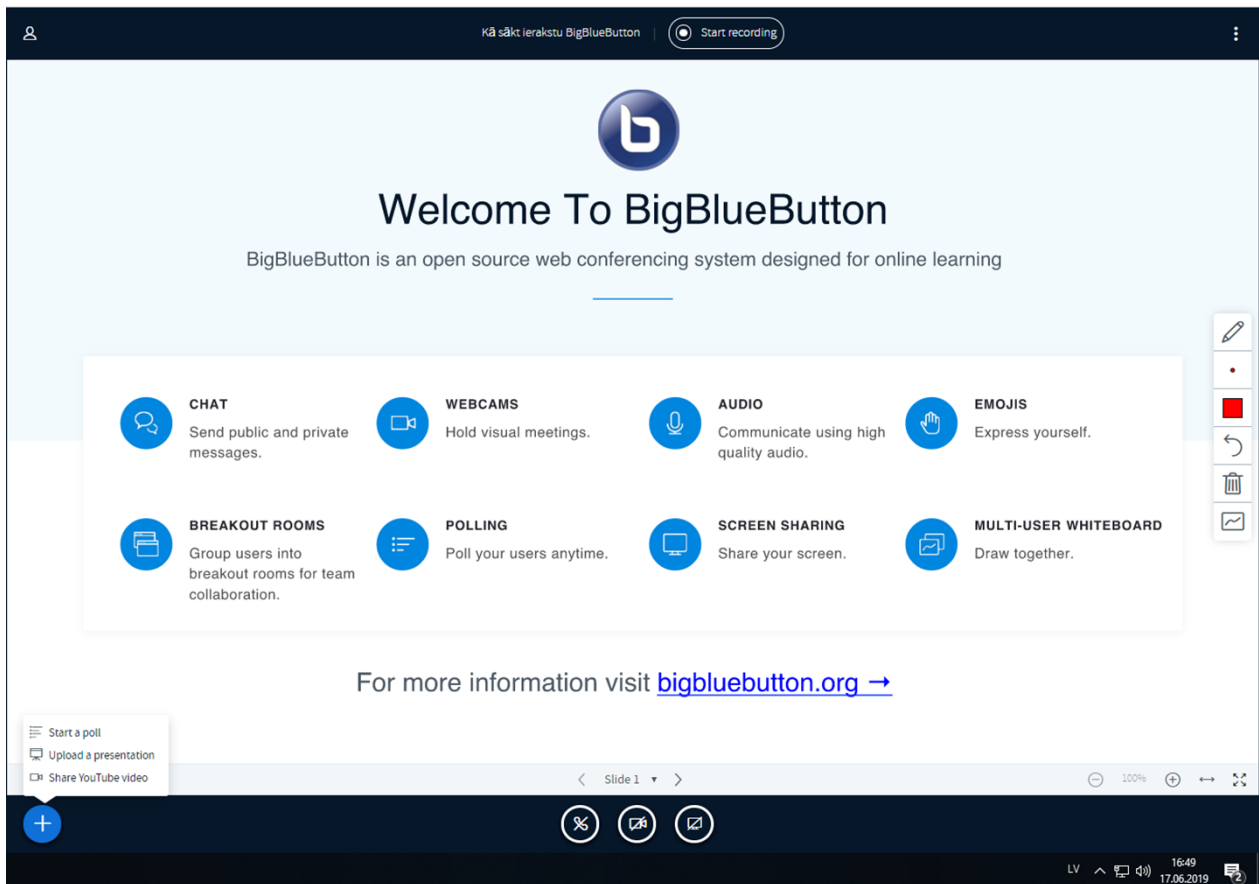 Kā sākt ierakstu BigBlueButton
Start recording
Welcome To BigBlueButton
BigBlueButton is an open source web conferencing system designed for online learning
CHAT
Send public and private
messages.
WEBCAMS
Hold visual meetings.
AUDIO
Communicate using high
quality audio.
EMOJIS
Express yourself.
BREAKOUT ROOMS
Group users into
breakout rooms for team
collaboration.
POLLING
Poll your users anytime.
SCREEN SHARING
Share your screen.
MULTI-USER WHITEBOARD
Draw together.
For more information visit bigbluebutton.org →
Start a poll
Upload a presentation
Share YouTube video
Slide 1
100%
LV
16:49
17.06.2019
2